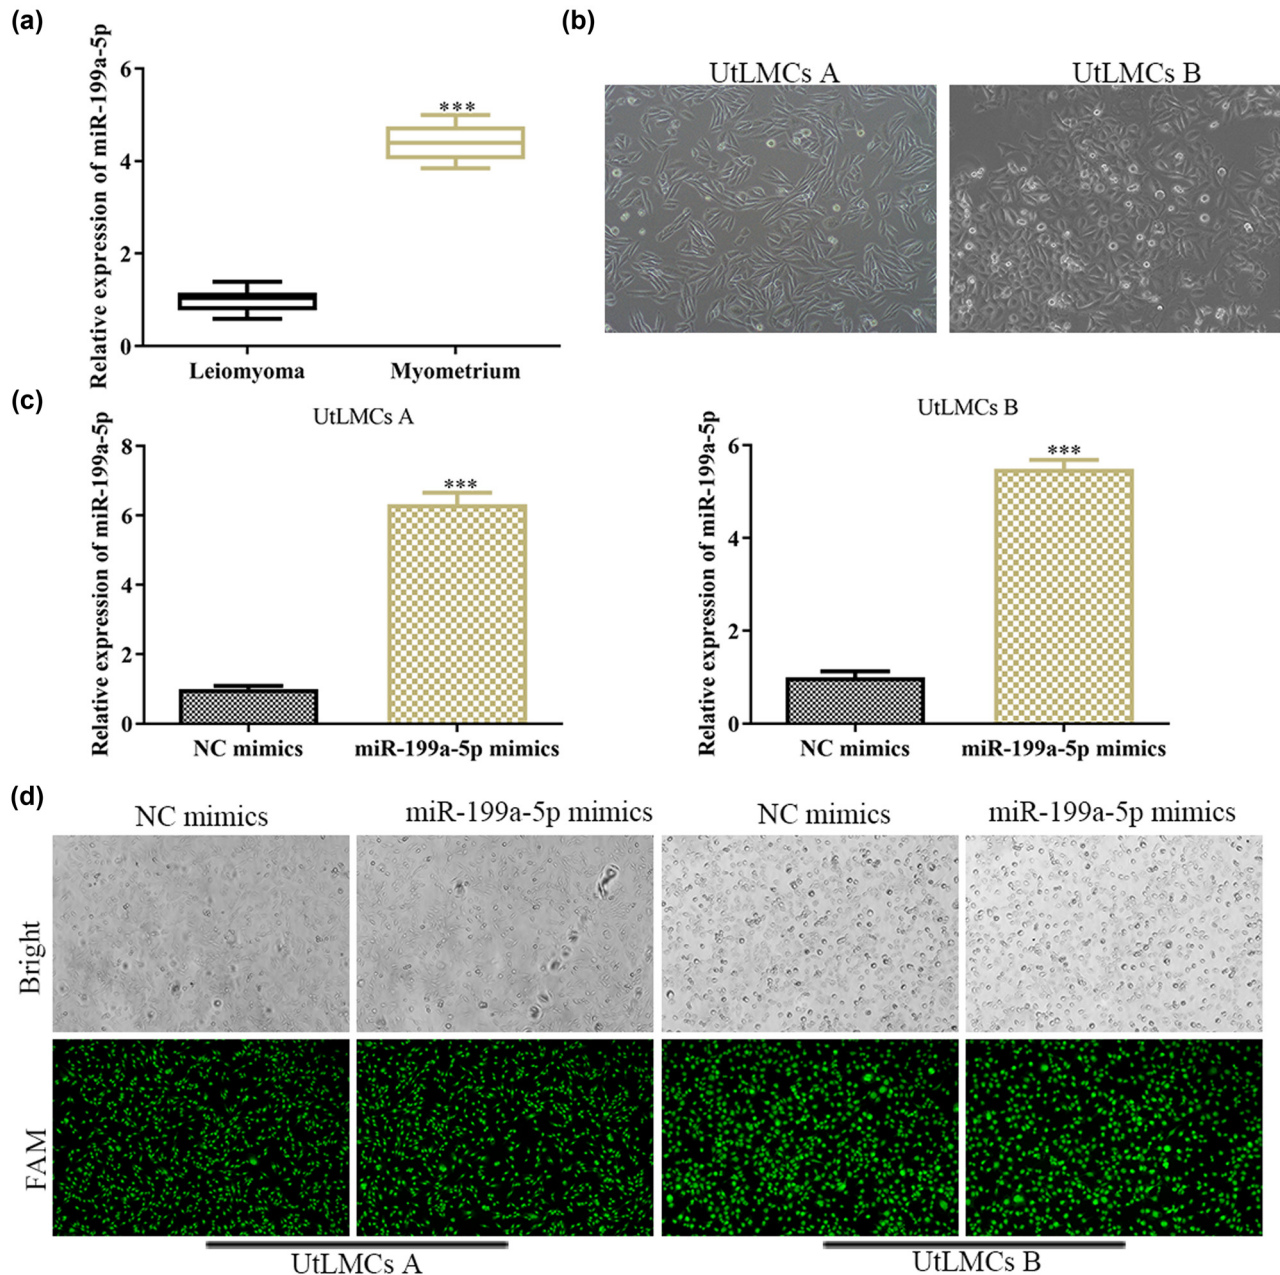 (a)
Relative expression of miR-199a-5p
6
4
2
0
***
Leiomyoma
Myometrium
(b)
UtLMCs A
UtLMCs B
(c)
UtLMCs A
Relative expression of miR-199a-5p
8
6
4
2
0
***
NC mimics
miR-199a-5p mimics
UtLMCs B
Relative expression of miR-199a-5p
6
4
2
0
***
NC mimics
miR-199a-5p mimics
(d)
NC mimics
miR-199a-5p mimics
NC mimics
miR-199a-5p mimics
Bright
FAM
UtLMCs A
UtLMCs B